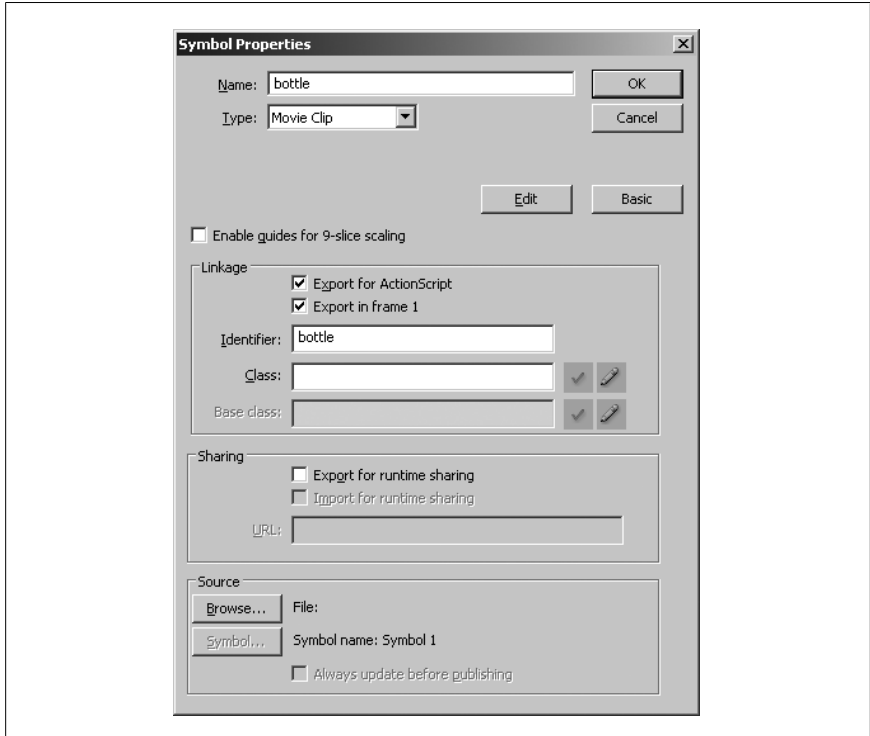 Symbol Properties
Name: bottle
OK
Type: Movie Clip
Cancel
Edit
Basic
Enable guides for 9-slice scaling
Linkage
Export for ActionScript
Export in frame 1
Identifier: bottle
Class:
Base class:
Sharing
Export for runtime sharing
Import for runtime sharing
URL:
Source
Browse... File:
Symbol... Symbol name: Symbol 1
Always update before publishing